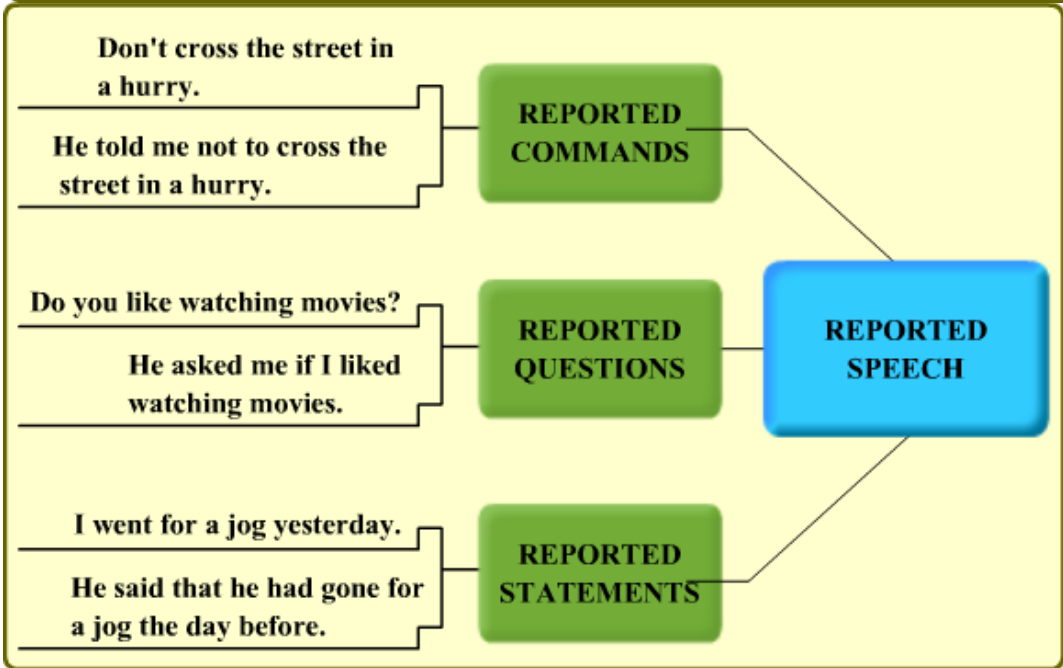 Don't cross the street in
a hurry.
He told me not to cross the
street in a hurry.
REPORTED
COMMANDS
Do you like watching movies?
He asked me if I liked
watching movies.
REPORTED
QUESTIONS
REPORTED
SPEECH
I went for a jog yesterday.
He said that he had gone for
a jog the day before.
REPORTED
STATEMENTS